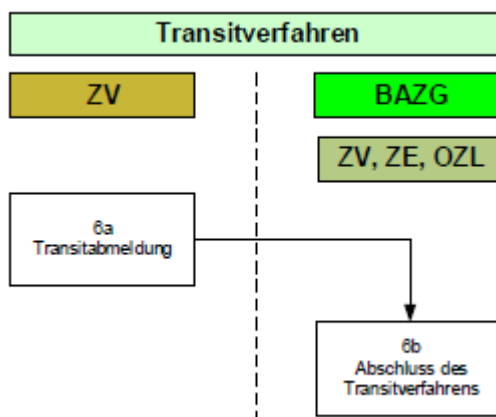 Transitverfahren
ZV
BAZG
ZV, ZE, OZL
6a
Transitabmeldung
6b
Abschluss des
Transitverfahrens